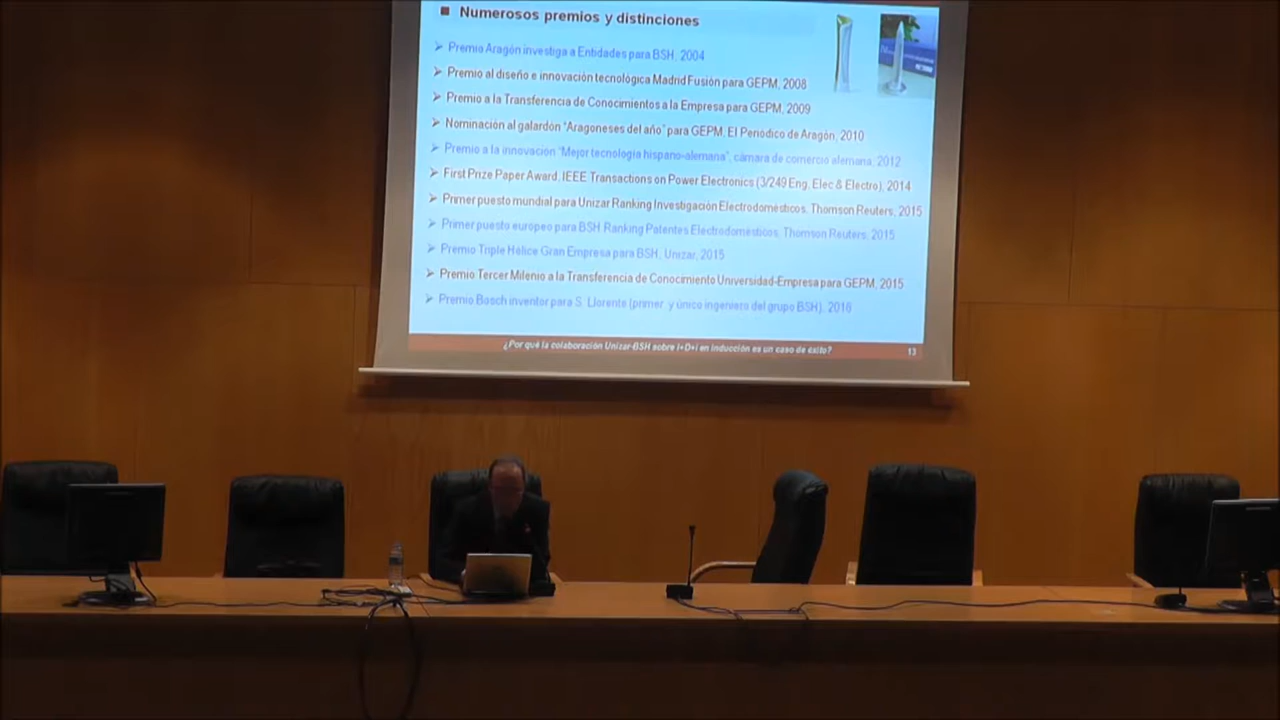 Numerosos premios y distinciones
Premio Aragón investiga a Entidades para BSH, 2004
Premio al diseño e innovación tecnológica Madrid Fusión para GEPM, 2008
Premio a la Transferencia de Conocimientos a la Empresa para GEPM, 2009
Nominación al galardón "Aragoneses del año" para GEPM, El Periódico de Aragón, 2010
Premio a la innovación "Mejor tecnología hispano-alemana", cámara de comercio alemana, 2012
First Prize Paper Award, IEEE Transactions on Power Electronics (3/249 Eng, Elec & Electro), 2014
Primer puesto mundial para Unizar Ranking Investigación Electrodomésticos, Thomson Reuters, 2015
Primer puesto europeo para BSH Ranking Patentes Electrodomésticos, Thomson Reuters, 2015
Premio Triple Hélice Gran Empresa para BSH, Unizar, 2015
Premio Tercer Milenio a la Transferencia de Conocimiento Universidad-Empresa para GEPM, 2015
Premio Bosch inventor para S. Llorente (primer y único ingeniero del grupo BSH), 2016
¿Por qué la colaboración Unizar-BSH sobre I+D+i en inducción es un caso de éxito? 13